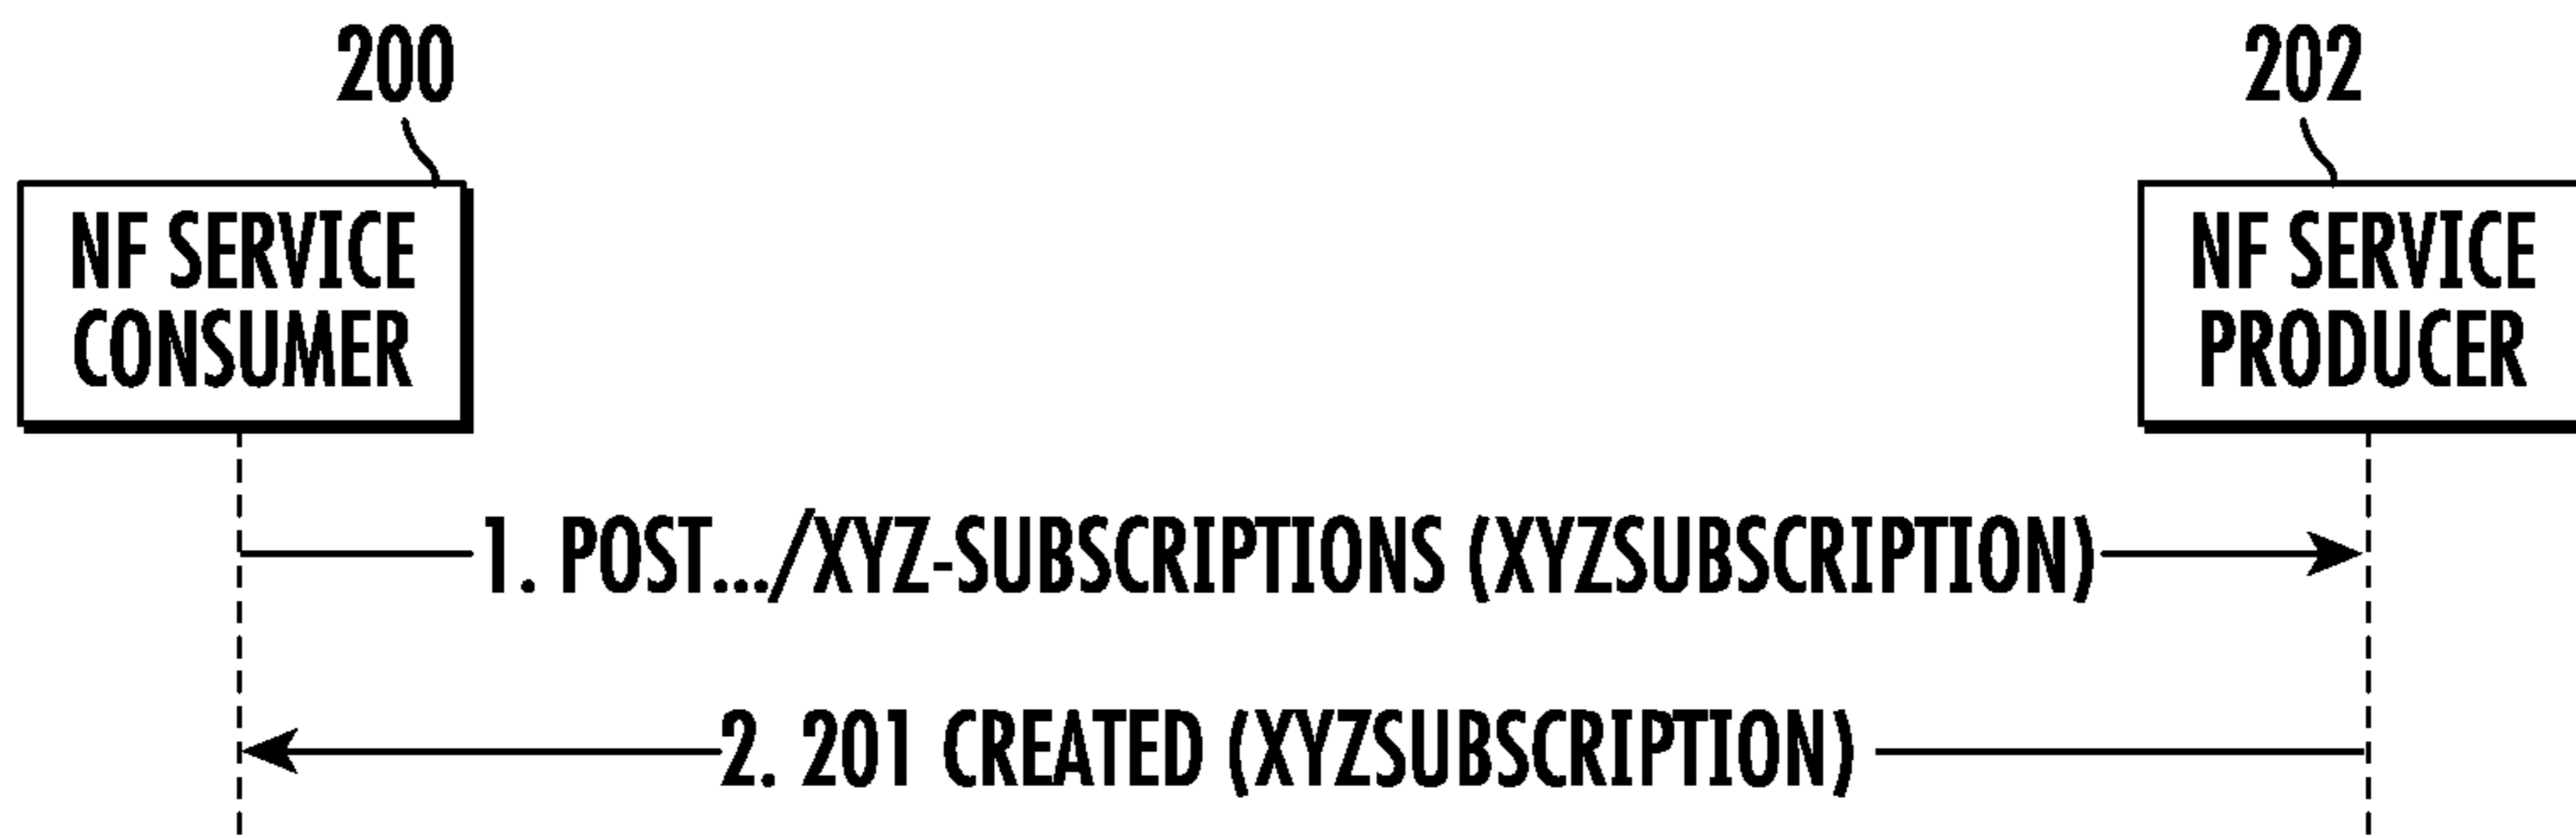 200
202
NF SERVICE
CONSUMER
NF SERVICE
PRODUCER
1. POST.../XYZ-SUBSCRIPTIONS (XYZSUBSCRIPTION)
2. 201 CREATED (XYZSUBSCRIPTION)